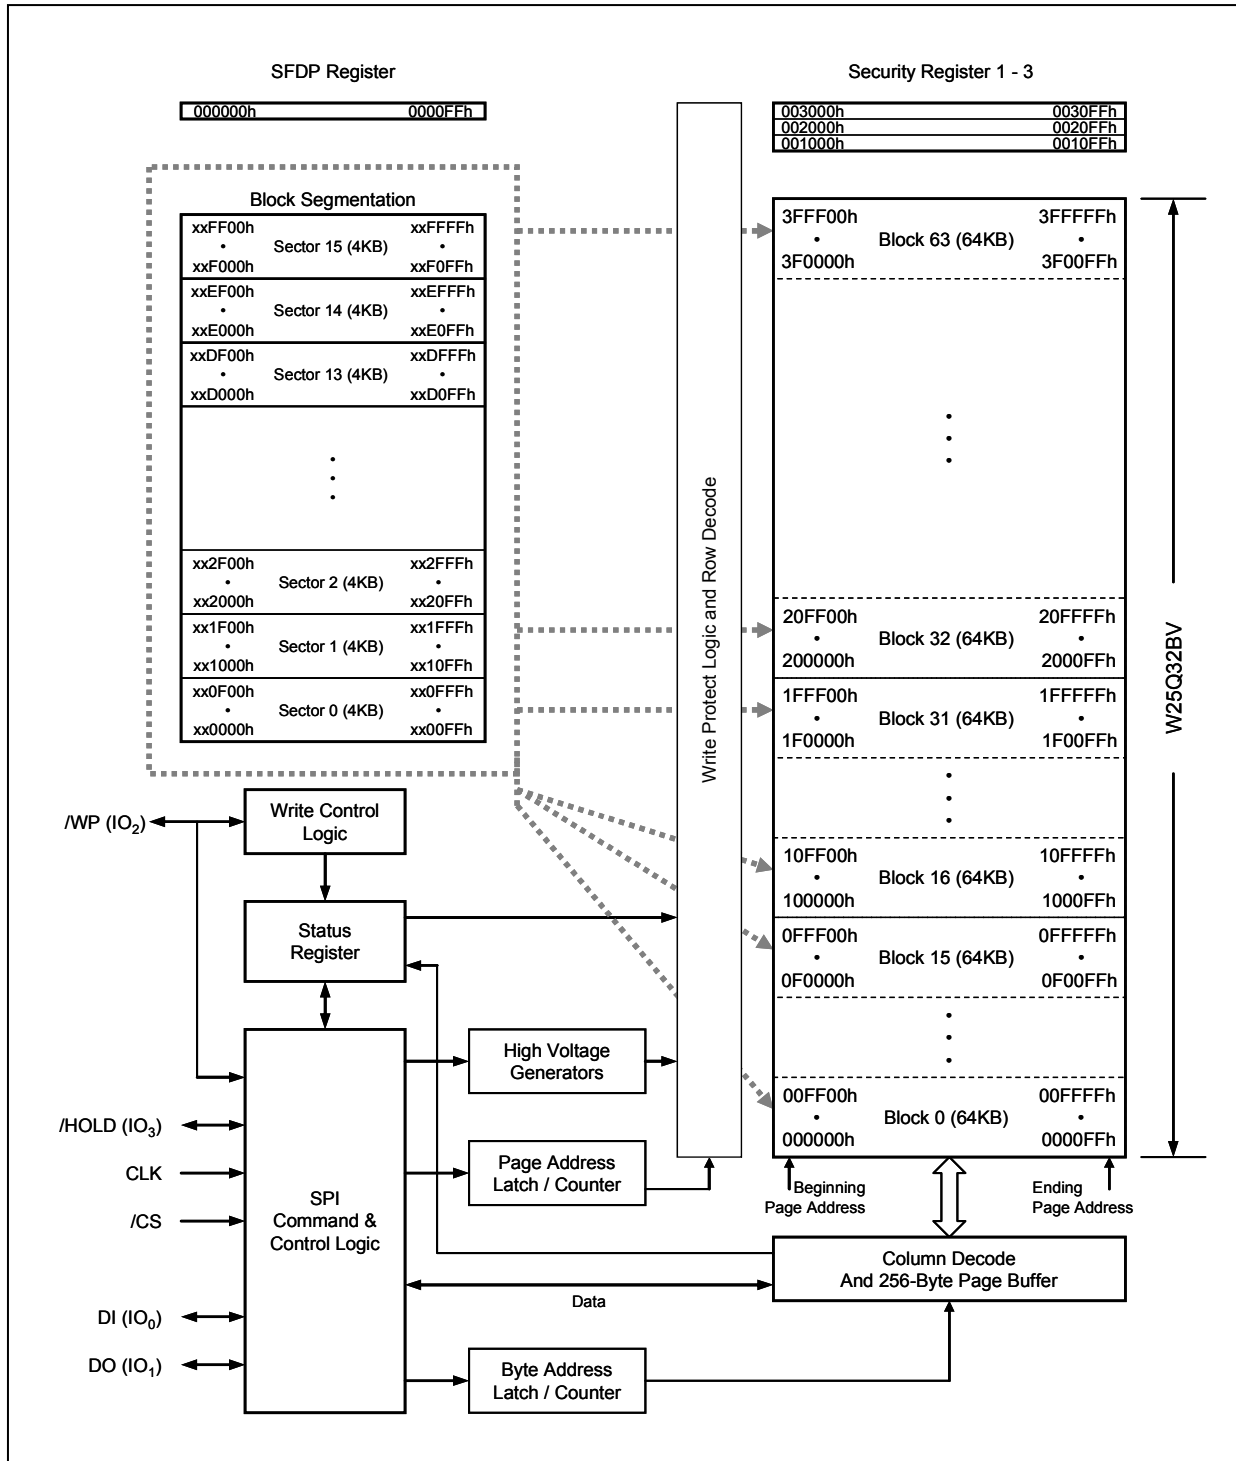 SFDP Register
000000h 0000FFh
Security Register 1 - 3
003000h 0030FFh
002000h 0020FFh
001000h 0010FFh
Block Segmentation
xxFF00h xxFFFFh
• Sector 15 (4KB) •
xxF000h xxF0FFh
xxEF00h xxEFFFh
• Sector 14 (4KB) •
xxE000h xxE0FFh
xxDF00h xxDFFFh
• Sector 13 (4KB) •
xxD000h xxD0FFh
xx2F00h xx2FFFh
• Sector 2 (4KB) •
xx2000h xx20FFh
xx1F00h xx1FFFh
• Sector 1 (4KB) •
xx1000h xx10FFh
xx0F00h xx0FFFh
• Sector 0 (4KB) •
xx0000h xx00FFh
Write Protect Logic and Row Decode
3FFF00h 3FFFFFh
• Block 63 (64KB) •
3F0000h 3F00FFh
20FF00h 20FFFFh
• Block 32 (64KB) •
200000h 2000FFh
1FFF00h 1FFFFFh
• Block 31 (64KB) •
1F0000h 1F00FFh
10FF00h 10FFFFh
• Block 16 (64KB) •
100000h 1000FFh
0FFF00h 0FFFFFh
• Block 15 (64KB) •
0F0000h 0F00FFh
00FF00h 00FFFFh
• Block 0 (64KB) •
000000h 0000FFh
W25Q32BV
Beginning
Page Address
Ending
Page Address
/WP (IO2)
Write Control
Logic
Status
Register
/HOLD (IO3)
CLK
/CS
DI (IO0)
DO (IO1)
SPI
Command &
Control Logic
High Voltage
Generators
Page Address
Latch / Counter
Column Decode
And 256-Byte Page Buffer
Data
Byte Address
Latch / Counter